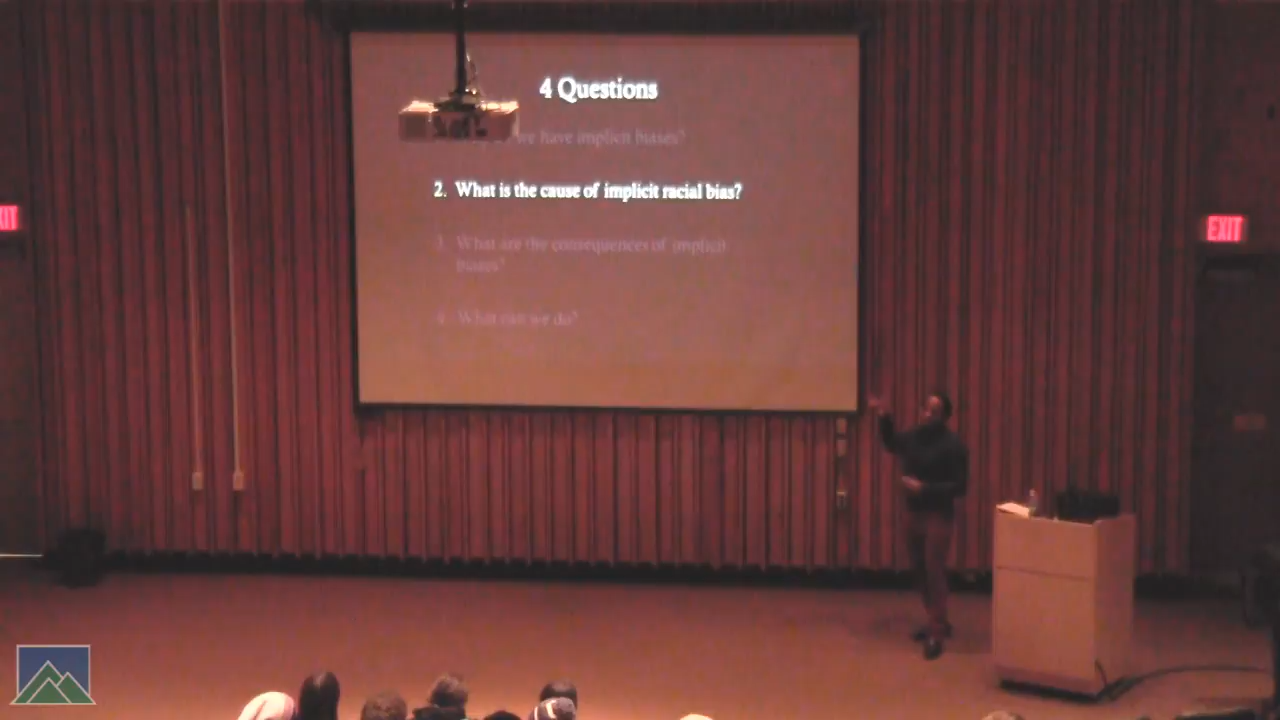 4 Questions
we have implicit biases?
2. What is the cause of implicit racial bias?
3. What are the consequences of implicit
biases?
4. What can we do?
XIT
EXIT